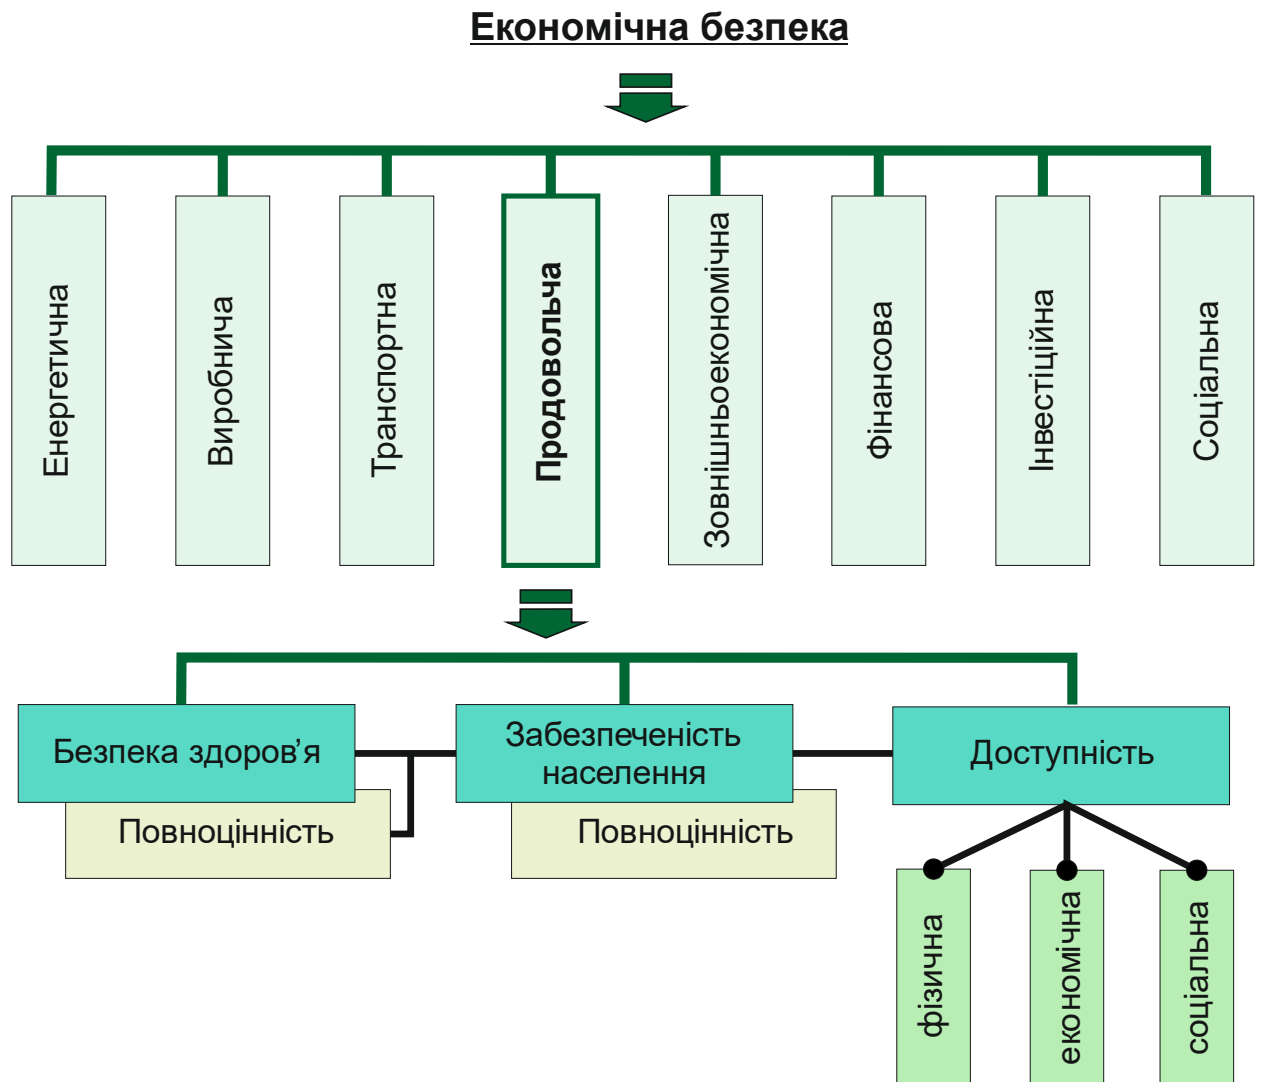 Економічна безпека
Енергетична
Виробнича
Транспортна
Продовольча
Зовнішньоекономічна
Фінансова
Інвестіційна
Соціальна
Безпека здоров’я
Забезпеченість
населення
Доступність
Повноцінність
Повноцінність
фізична
економічна
соціальна